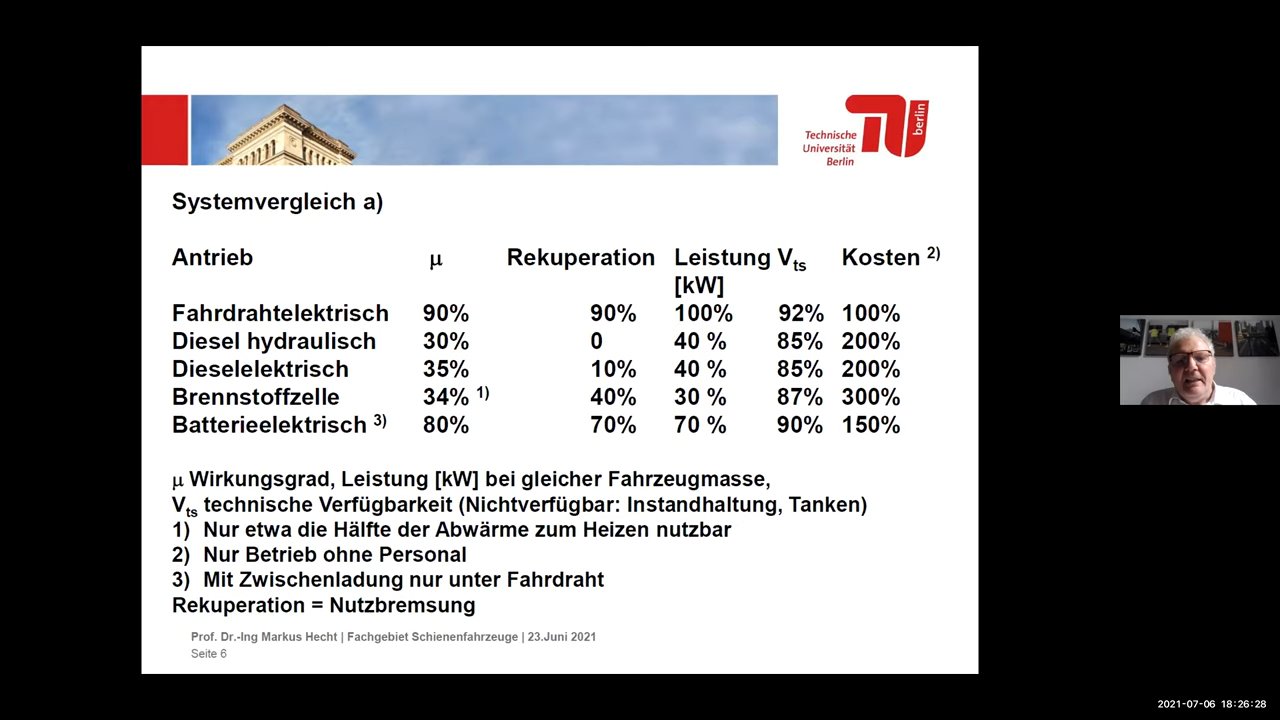 Technische
Universität
Berlin
berlin
Systemvergleich a)
Antrieb μ Rekuperation Leistung Vts Kosten 2)
[kW]
Fahrdrahtelektrisch 90% 90% 100% 92% 100%
Diesel hydraulisch 30% 0 40 % 85% 200%
Dieselelektrisch 35% 10% 40 % 85% 200%
Brennstoffzelle 34% 1) 40% 30 % 87% 300%
Batterieelektrisch 3) 80% 70% 70 % 90% 150%
μ Wirkungsgrad, Leistung [kW] bei gleicher Fahrzeugmasse,
Vts technische Verfügbarkeit (Nichtverfügbar: Instandhaltung, Tanken)
1) Nur etwa die Hälfte der Abwärme zum Heizen nutzbar
2) Nur Betrieb ohne Personal
3) Mit Zwischenladung nur unter Fahrdraht
Rekuperation = Nutzbremsung
Prof. Dr.-Ing Markus Hecht | Fachgebiet Schienenfahrzeuge | 23.Juni 2021
Seite 6
2021-07-06 18:26:28